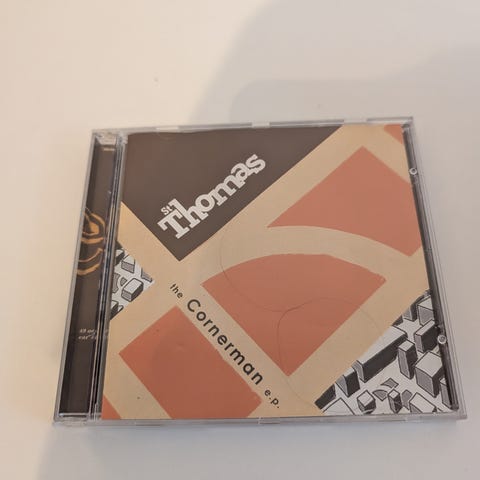 St. Thomas
the Cornerman e.p.